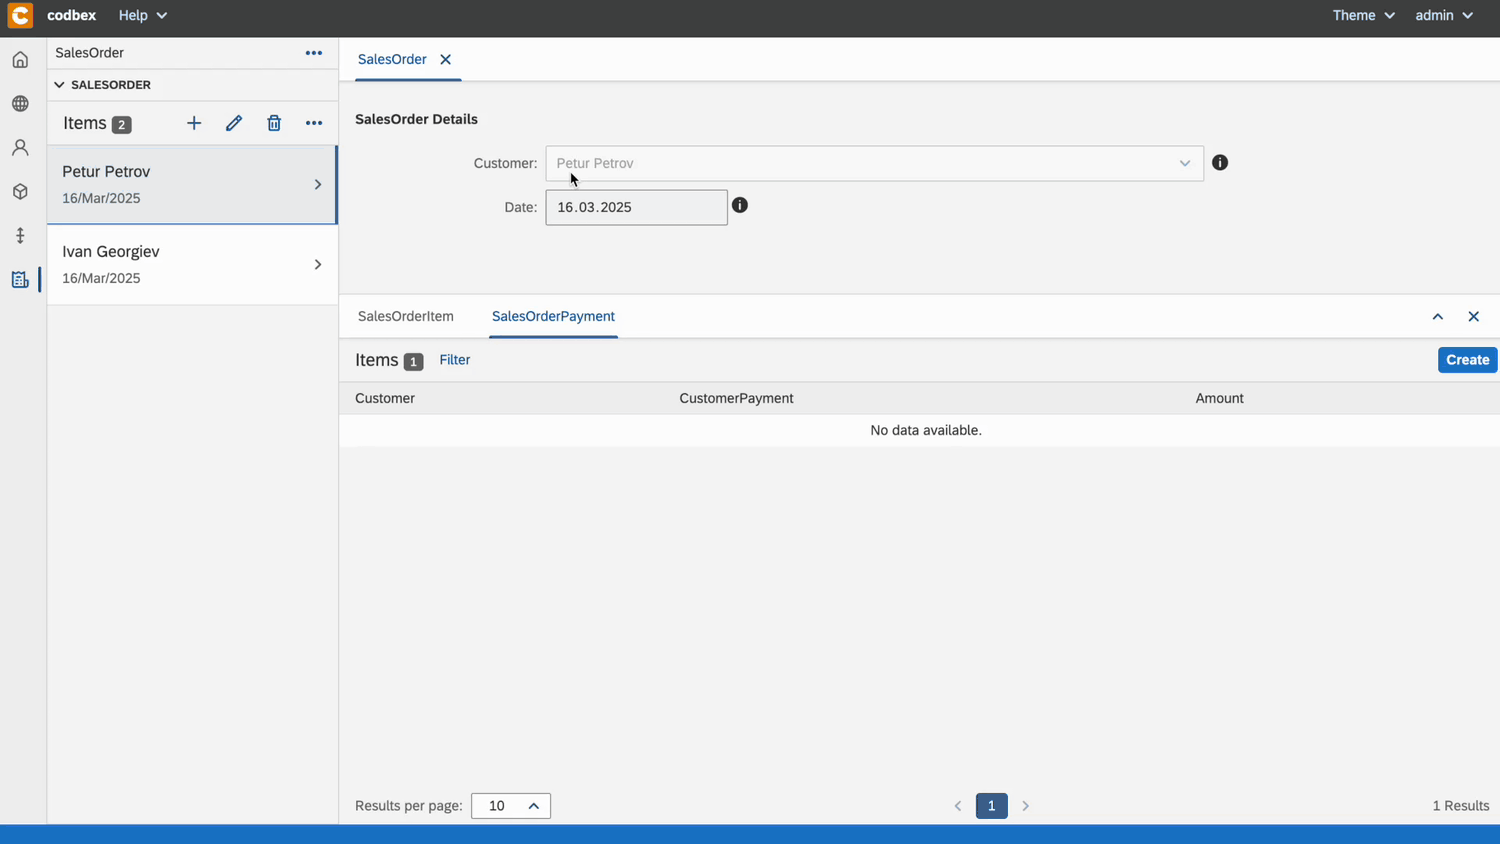 codbex Help Theme admin
SalesOrder
SalesOrder
SALESORDER
Items 2
SalesOrder Details
Customer: Petur Petrov
Petur Petrov
16/Mar/2025
Date: 16.03.2025
Ivan Georgiev
16/Mar/2025
SalesOrderItem SalesOrderPayment
Items 1 Filter Create
Customer CustomerPayment Amount
No data available.
Results per page: 10 1 1 Results